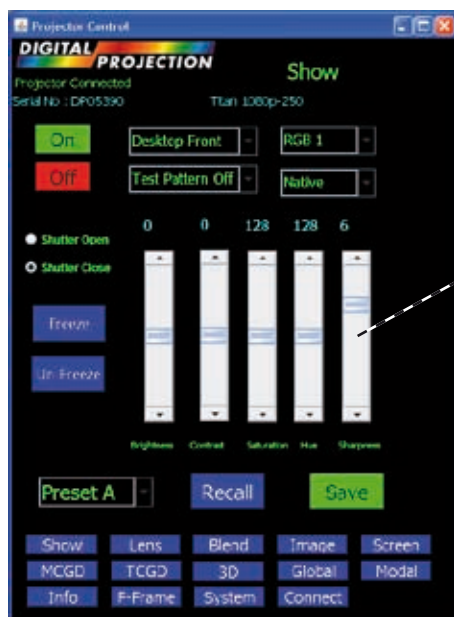 Projector Control
DIGITAL PROJECTION
Show
Projector Connected
Serial No : DP05390 Titan 1080p-250
On Desktop Front RGB 1
Off Test Pattern Off Native
0 0 128 128 6
Shutter Open
Shutter Close
Freeze
Un Freeze
Brightness Contrast Saturation Hue Sharpness
Preset A Recall Save
Show Lens Blend Image Screen
MCGD TCGD 3D Global Modal
Info F-Frame System Connect